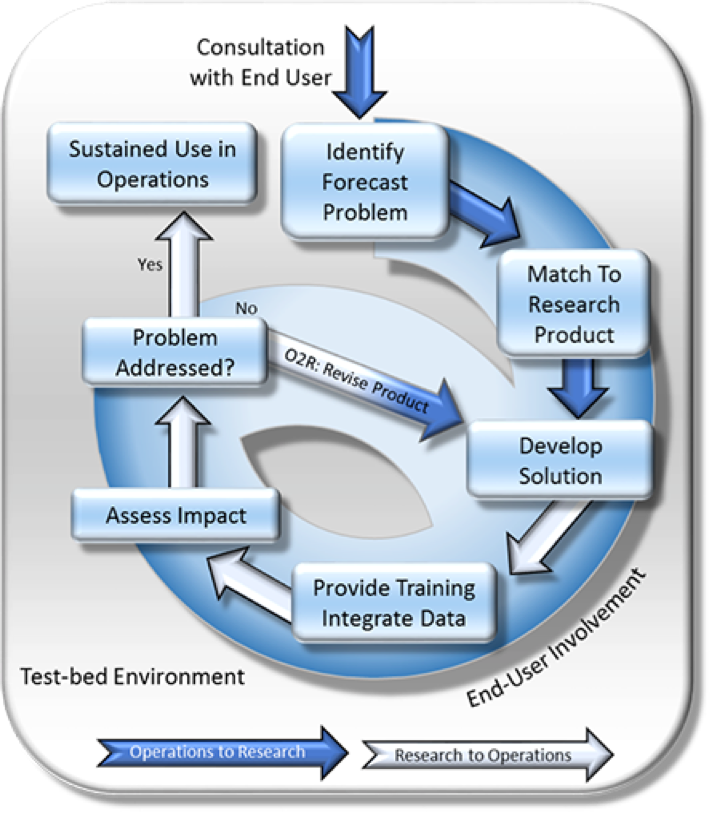 Consultation
with End User
Identify
Forecast
Problem
Sustained Use in
Operations
Match To
Research
Product
Yes
No
Problem
Addressed?
O2R: Revise Product
Develop
Solution
Assess Impact
Provide Training
Integrate Data
Test-bed Environment
End-User Involvement
Operations to Research
Research to Operations